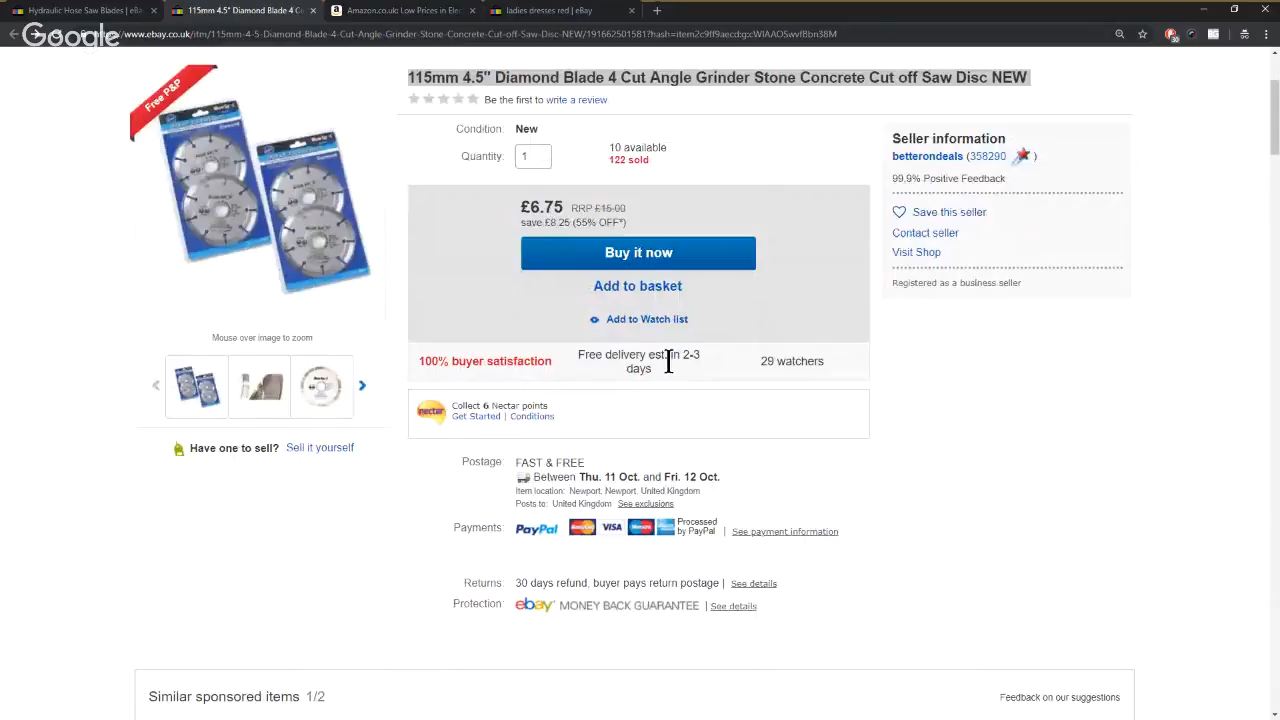 Hydraulic Hose Saw Blades | eB
115mm 4.5" Diamond Blade 4 C
Amazon.co.uk: Low Prices in Elec
ladies dresses red | eBay
Google
https://www.ebay.co.uk/itm/115mm-4-5-Diamond-Blade-4-Cut-Angle-Grinder-Stone-Concrete-Cut-off-Saw-Disc-NEW/191662501581?hash=item2c9ff9aecd
Free P&P
115mm 4.5" Diamond Blade 4 Cut Angle Grinder Stone Concrete Cut off Saw Disc NEW
Be the first to write a review
Condition: New
Quantity: 1
10 available
122 sold
£6.75 RRP £15.00
save £8.25 (55% OFF*)
Buy it now
Add to basket
Add to Watch list
100% buyer satisfaction
Free delivery est. in 2-3
days
29 watchers
Collect 6 Nectar points
nectar
Get Started | Conditions
Postage: FAST & FREE
Between Thu. 11 Oct. and Fri. 12 Oct.
Item location: Newport, Newport, United Kingdom
Posts to: United Kingdom See exclusions
Payments: PayPal MasterCard VISA Maestro Processed
by PayPal | See payment information
Returns: 30 days refund, buyer pays return postage | See details
Protection: ebay MONEY BACK GUARANTEE | See details
Seller information
betterondeals (358290 )
99.9% Positive Feedback
Save this seller
Contact seller
Visit Shop
Registered as a business seller
Mouse over image to zoom
Have one to sell? Sell it yourself
Similar sponsored items 1/2
Feedback on our suggestions